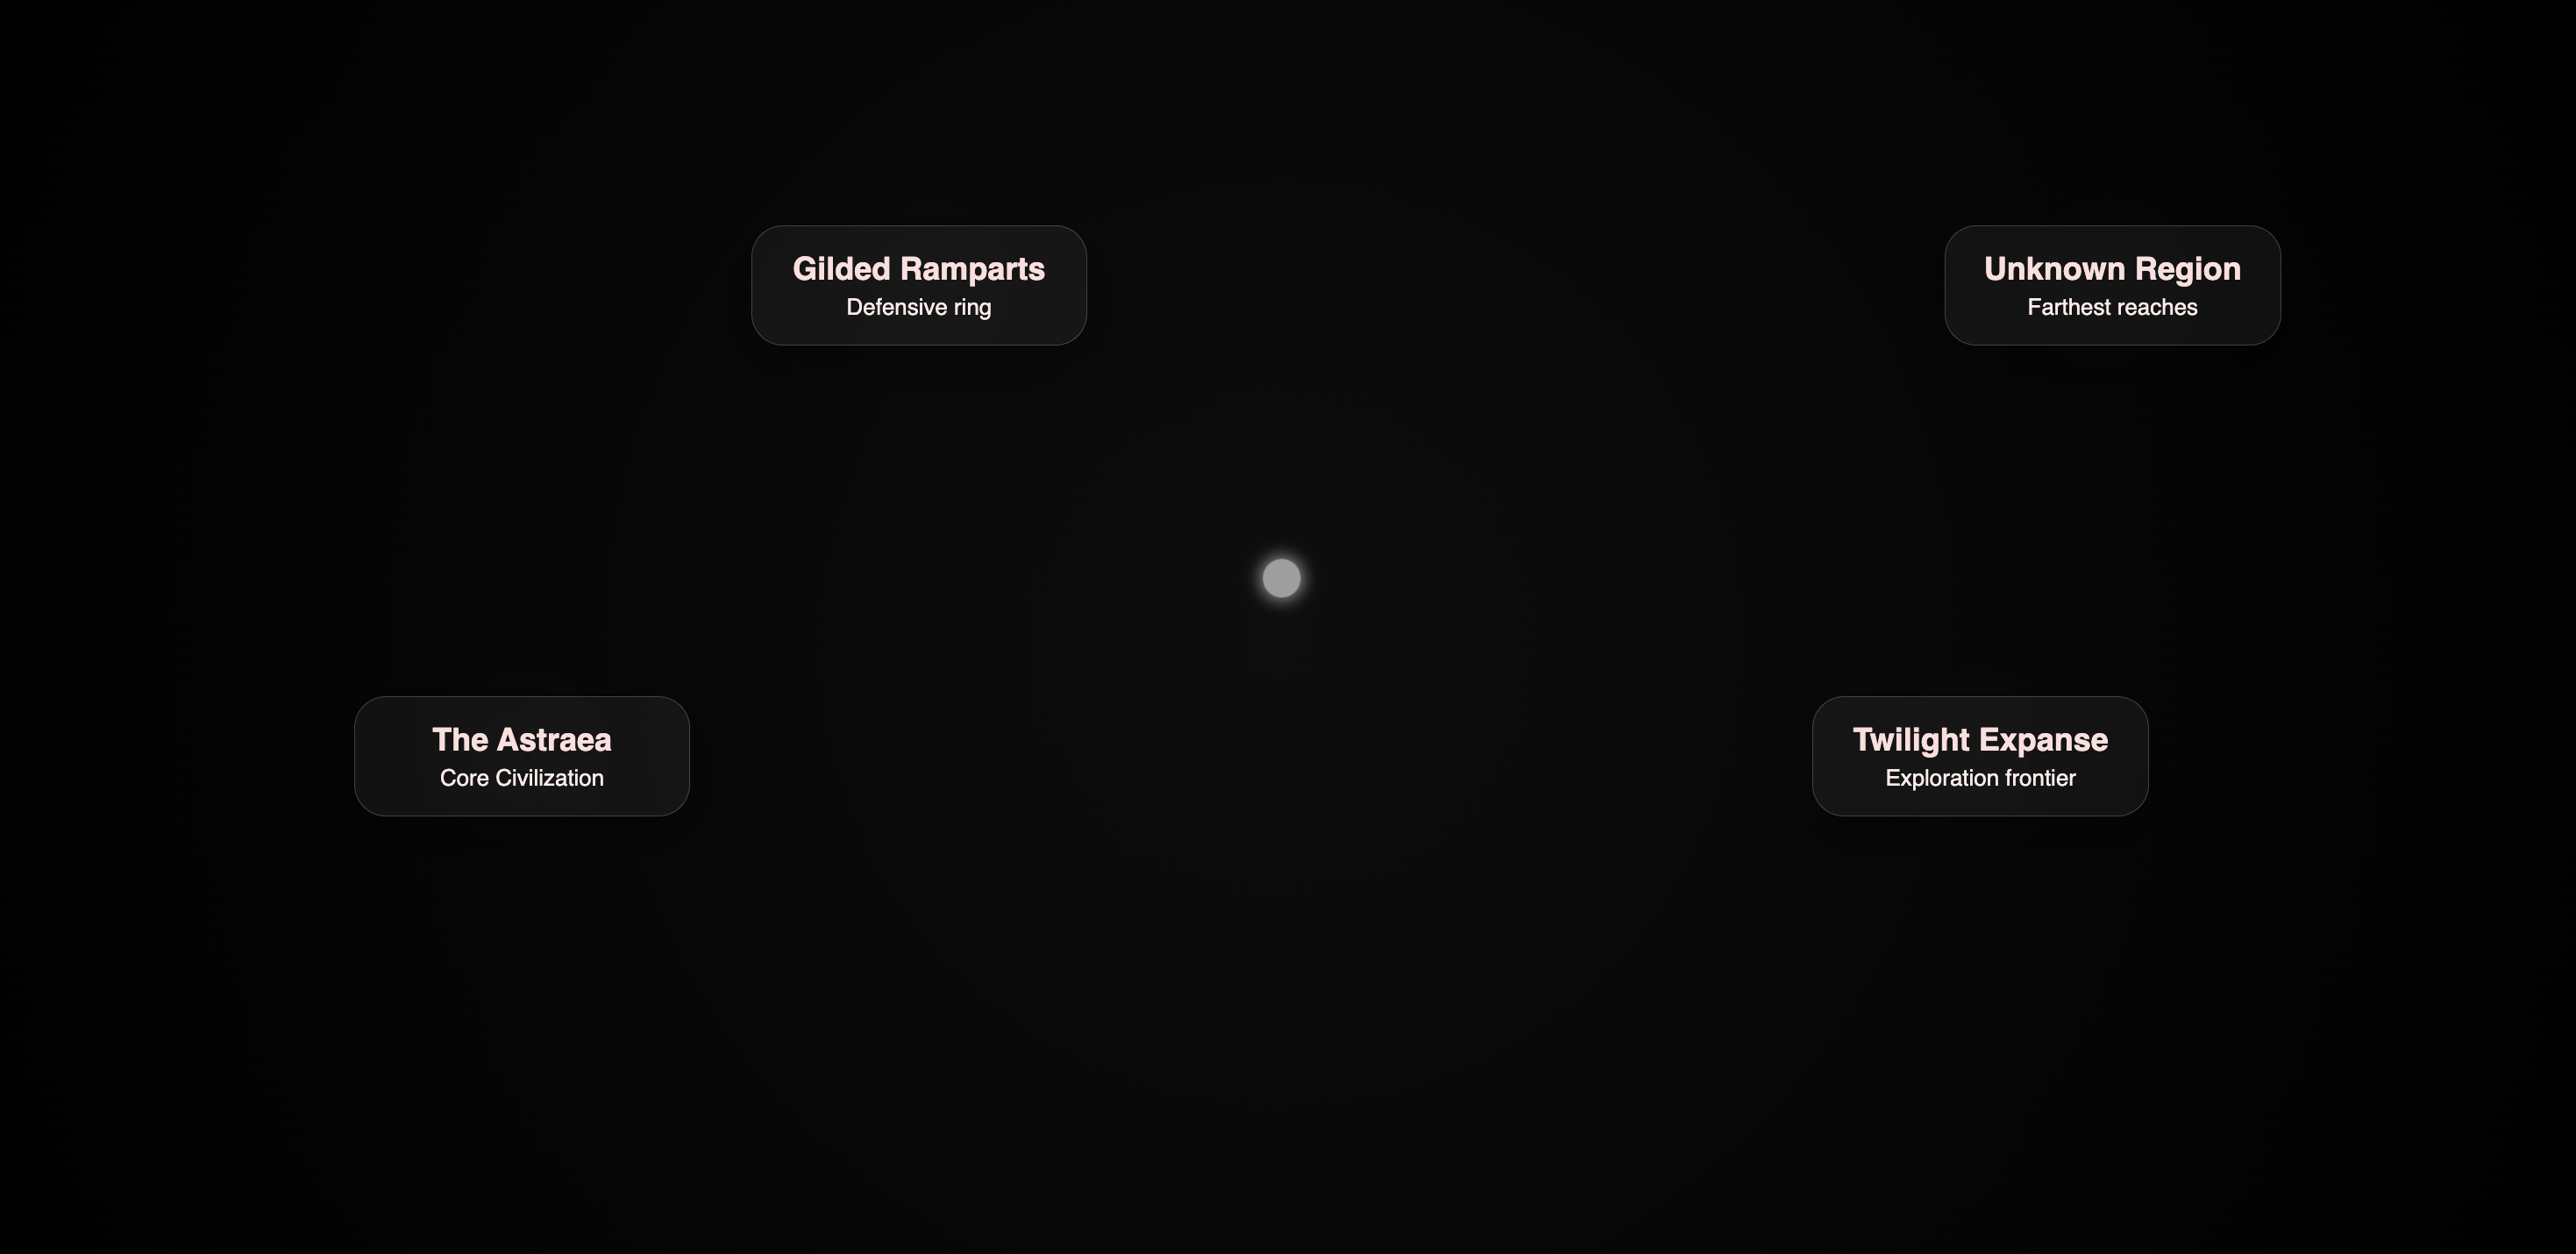 Gilded Ramparts
Defensive ring
Unknown Region
Farthest reaches
The Astraea
Core Civilization
Twilight Expanse
Exploration frontier